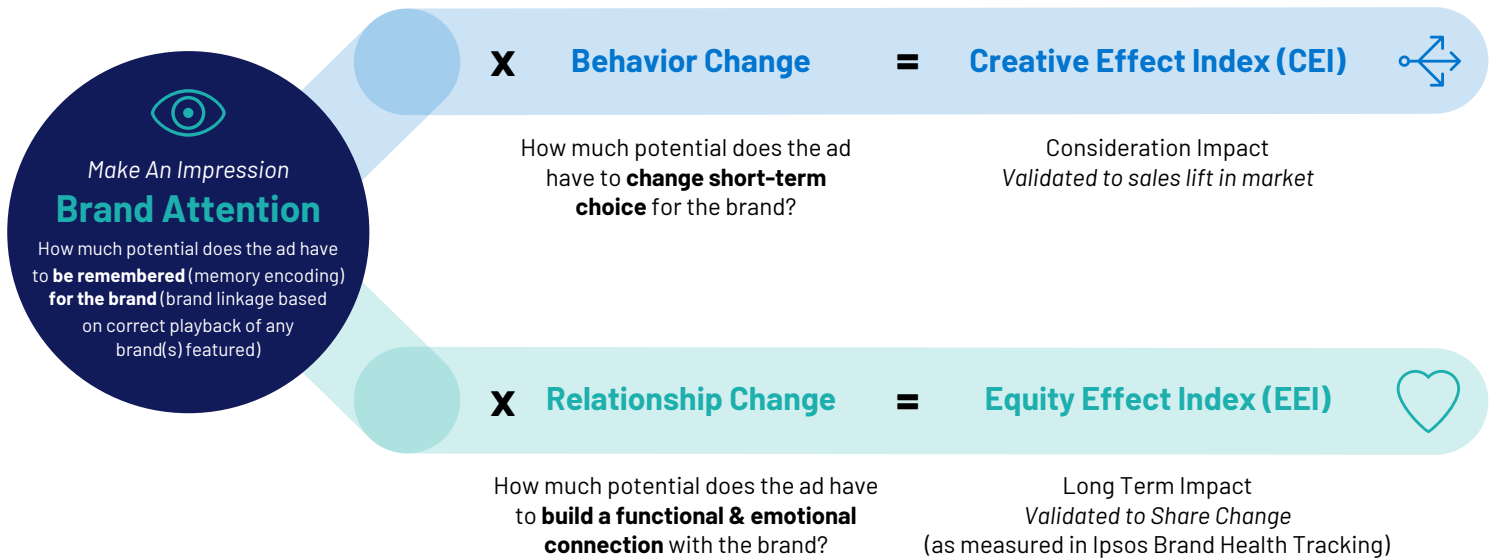 Make An Impression
Brand Attention
How much potential does the ad have
to be remembered (memory encoding)
for the brand (brand linkage based
on correct playback of any
brand(s) featured)
x Behavior Change = Creative Effect Index (CEI)
How much potential does the ad
have to change short-term
choice for the brand?
Consideration Impact
Validated to sales lift in market
x Relationship Change = Equity Effect Index (EEI)
How much potential does the ad have
to build a functional & emotional
connection with the brand?
Long Term Impact
Validated to Share Change
(as measured in Ipsos Brand Health Tracking)